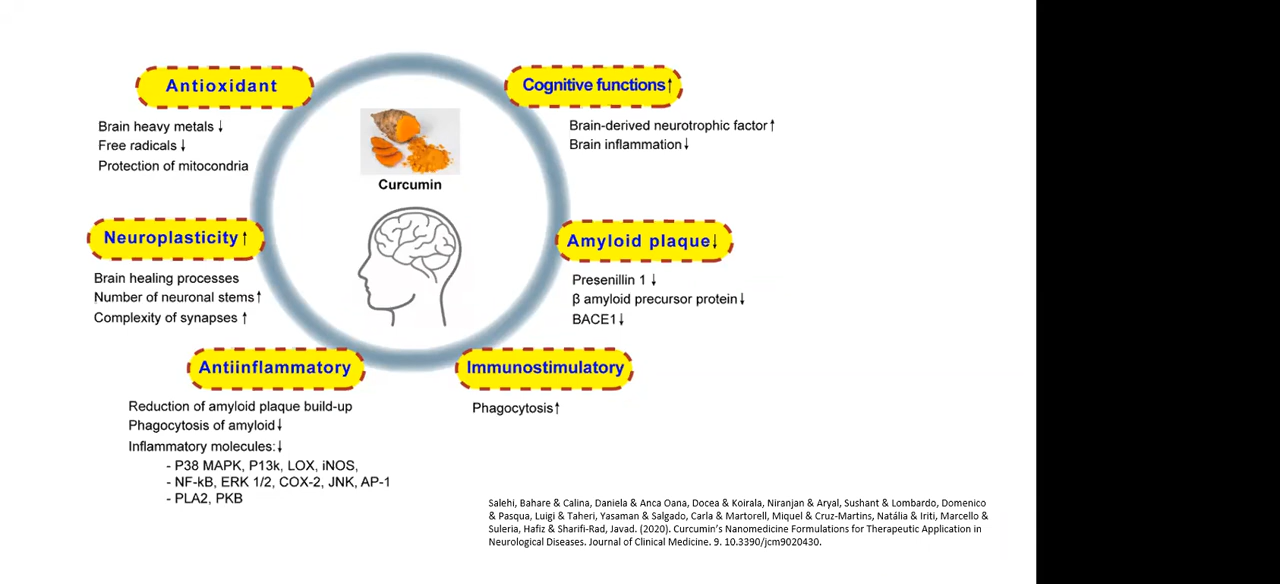 Antioxidant
Brain heavy metals ↓
Free radicals ↓
Protection of mitocondria
Cognitive functions↑
Brain-derived neurotrophic factor↑
Brain inflammation↓
Curcumin
Neuroplasticity↑
Brain healing processes
Number of neuronal stems↑
Complexity of synapses ↑
Amyloid plaque↓
Presenillin 1 ↓
β amyloid precursor protein↓
BACE1↓
Antiinflammatory
Reduction of amyloid plaque build-up
Phagocytosis of amyloid↓
Inflammatory molecules:↓
- P38 MAPK, P13k, LOX, iNOS,
- NF-kB, ERK 1/2, COX-2, JNK, AP-1
- PLA2, PKB
Immunostimulatory
Phagocytosis↑
Salehi, Bahare & Calina, Daniela & Anca Oana, Docea & Koirala, Niranjan & Aryal, Sushant & Lombardo, Domenico
& Pasqua, Luigi & Taheri, Yasaman & Salgado, Carla & Martorell, Miquel & Cruz-Martins, Natália & Iriti, Marcello &
Suleria, Hafiz & Sharifi-Rad, Javad. (2020). Curcumin's Nanomedicine Formulations for Therapeutic Application in
Neurological Diseases. Journal of Clinical Medicine. 9. 10.3390/jcm9020430.